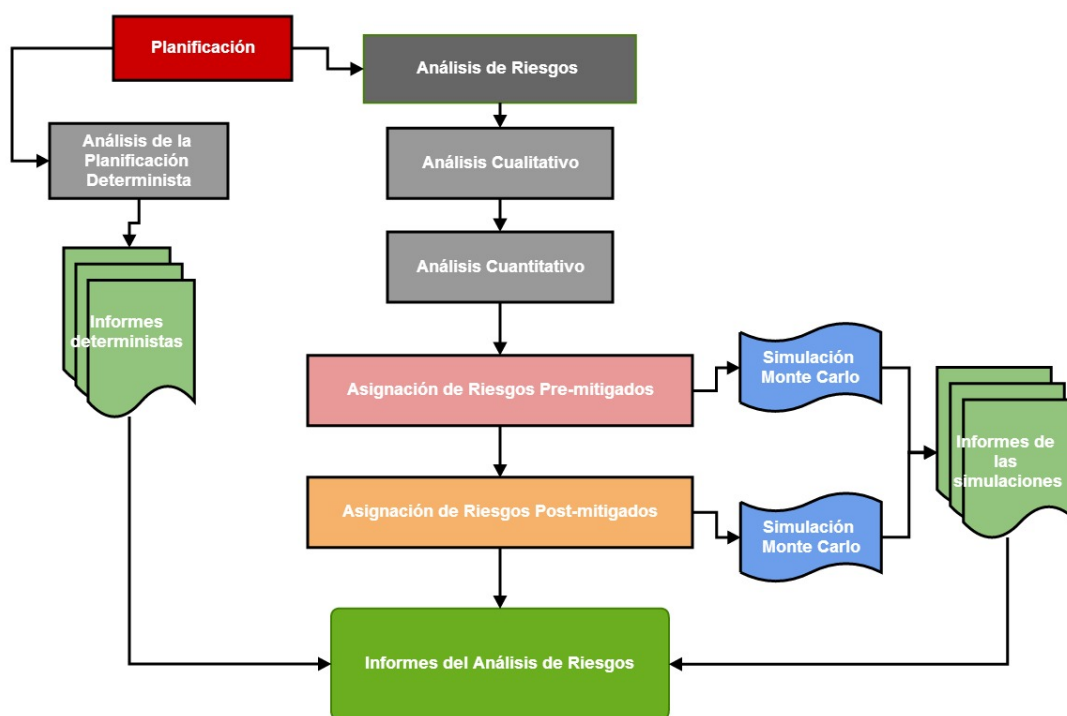 Planificación
Análisis de Riesgos
Análisis de la
Planificación
Determinista
Análisis Cualitativo
Análisis Cuantitativo
Informes
deterministas
Asignación de Riesgos Pre-mitigados
Simulación
Monte Carlo
Informes de
las
simulaciones
Asignación de Riesgos Post-mitigados
Simulación
Monte Carlo
Informes del Análisis de Riesgos